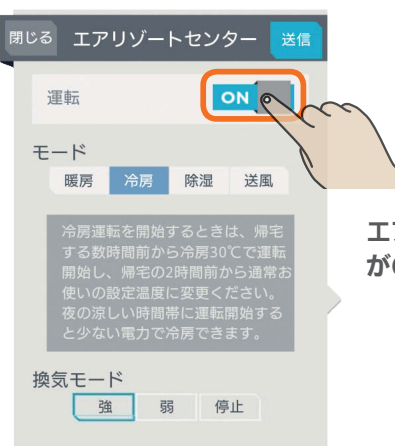 閉じる エアリゾートセンター 送信
運転 ON
モード
暖房 冷房 除湿 送風
冷房運転を開始するときは、帰宅
する数時間前から冷房30℃で運転
開始し、帰宅の2時間前から通常お
使いの設定温度に変更ください。
夜の涼しい時間帯に運転開始する
と少ない電力で冷房できます。
エア
が
換気モード
強 弱 停止